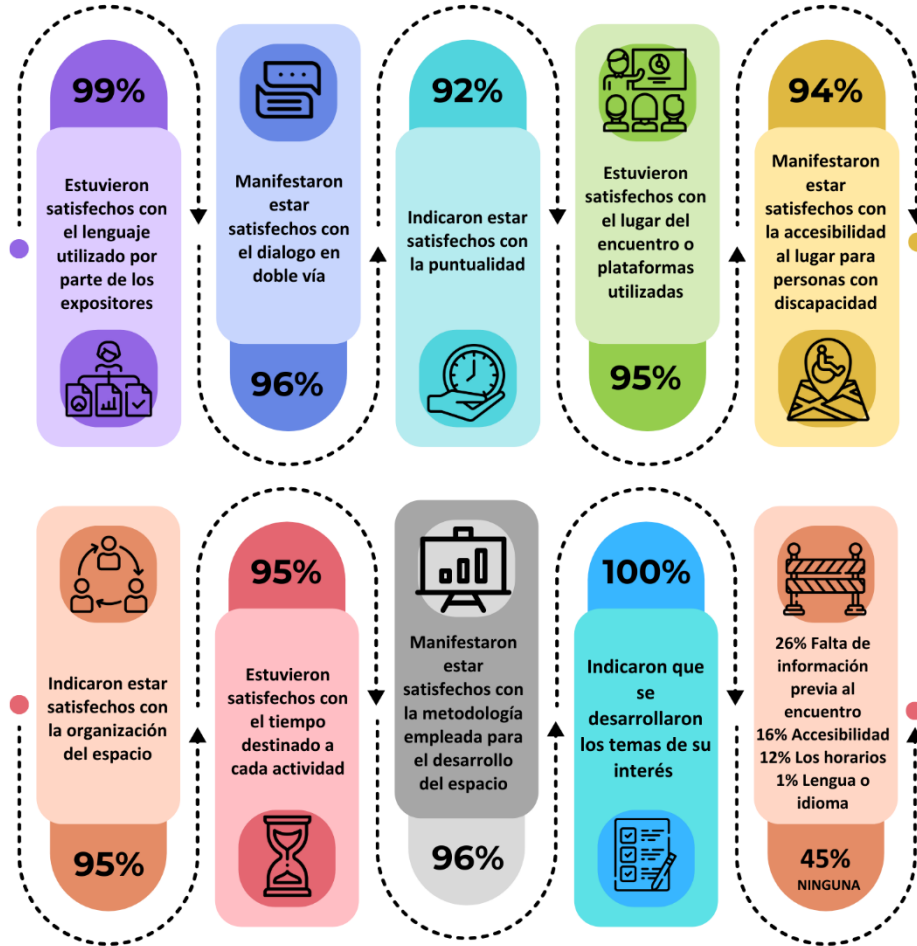 99%
Estuvieron
satisfechos con
el lenguaje
utilizado por
parte de los
expositores
Manifestaron
estar
satisfechos con
el dialogo en
doble vía
96%
92%
Indicaron estar
satisfechos con
la puntualidad
Estuvieron
satisfechos con
el lugar del
encuentro o
plataformas
utilizadas
95%
94%
Manifestaron
estar
satisfechos con
la accesibilidad
al lugar para
personas con
discapacidad
Indicaron estar
satisfechos con
la organización
del espacio
95%
95%
Estuvieron
satisfechos con
el tiempo
destinado a
cada actividad
Manifestaron
estar
satisfechos con
la metodología
empleada para
el desarrollo
del espacio
96%
100%
Indicaron que
se
desarrollaron
los temas de su
interés
26% Falta de
información
previa al
encuentro
16% Accesibilidad
12% Los horarios
1% Lengua o
idioma
45%
NINGUNA